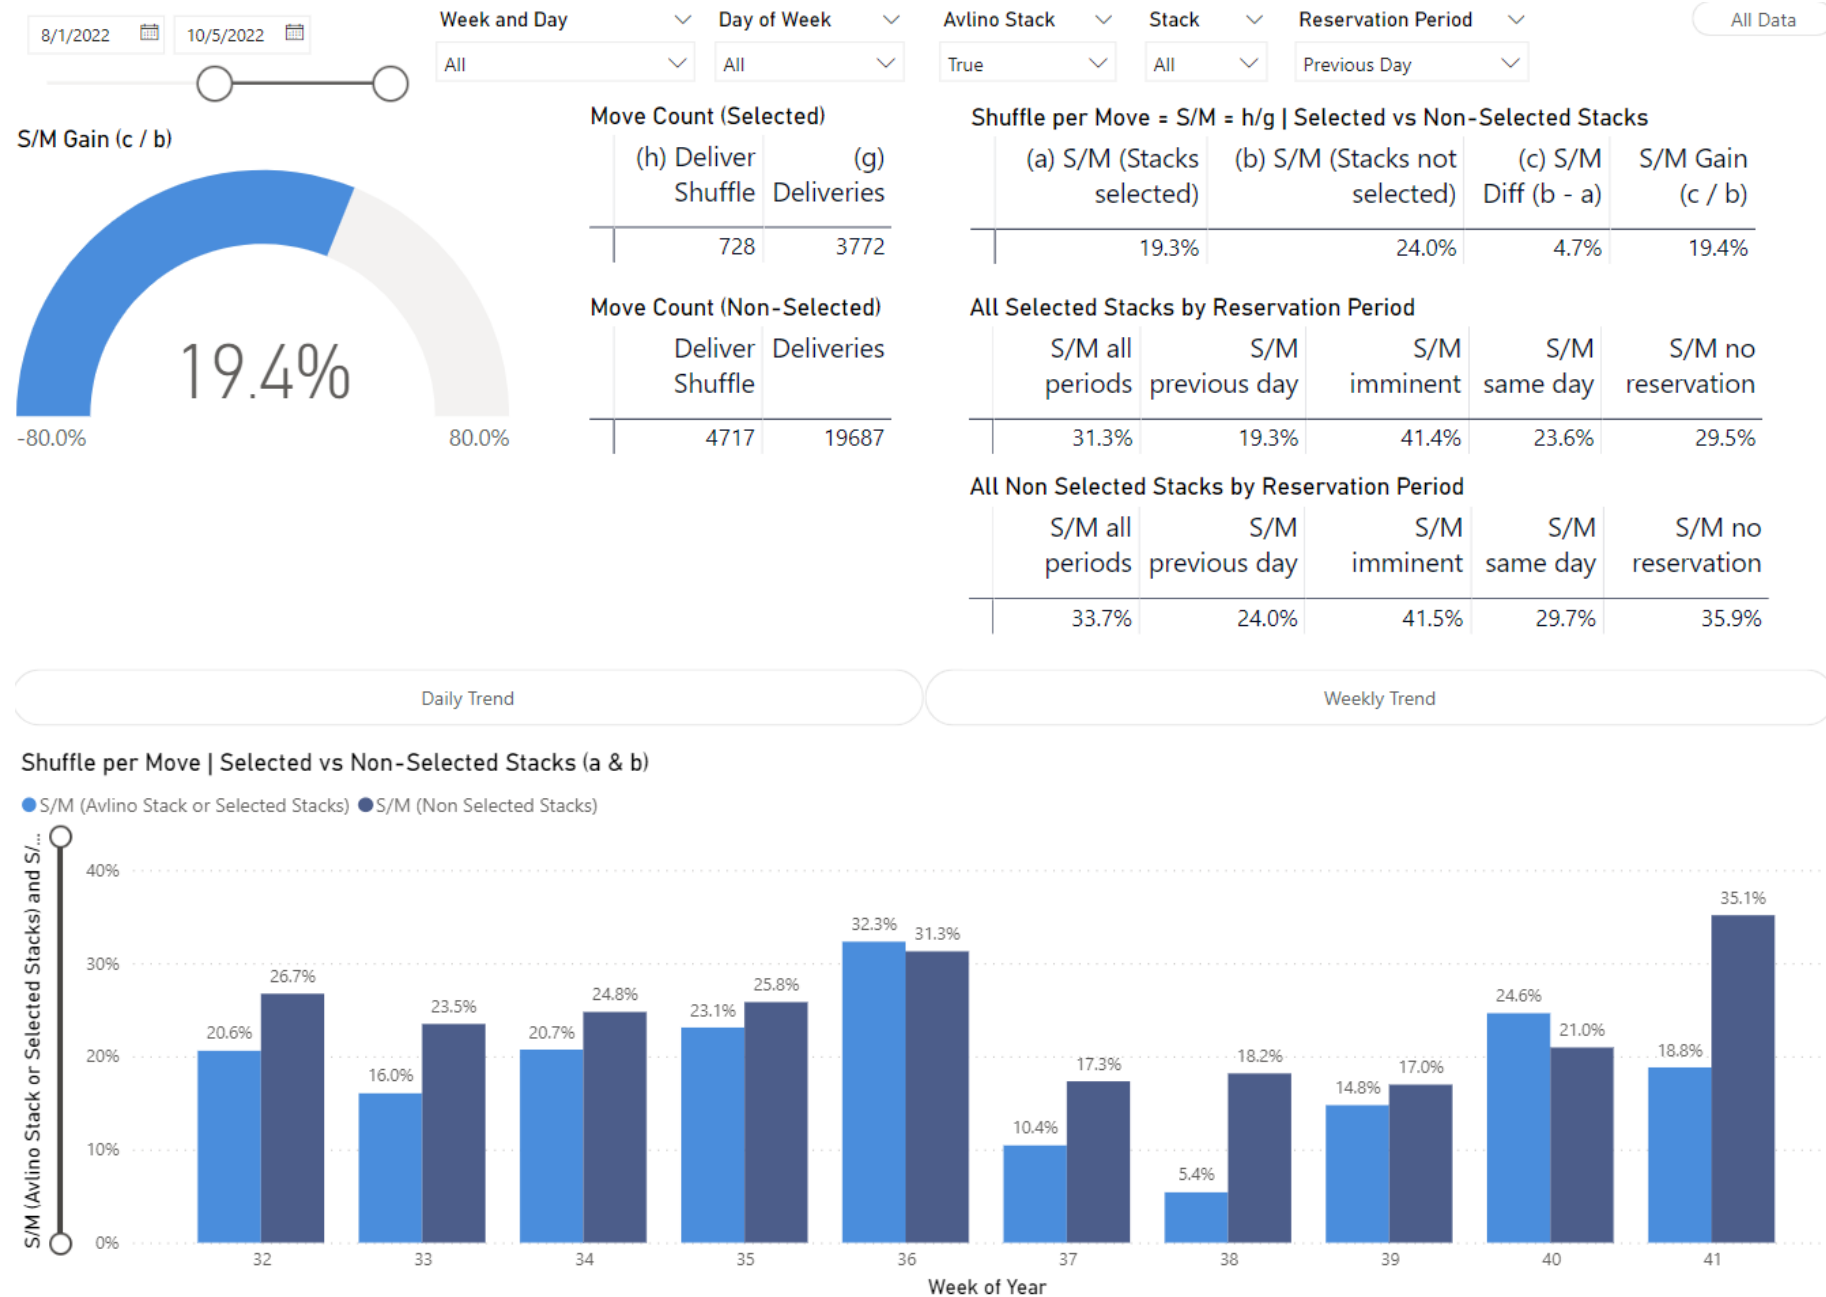 8/1/2022
10/5/2022
Week and Day
All
Day of Week
All
Avlino Stack
True
Stack
All
Reservation Period
Previous Day
All Data
S/M Gain (c / b)
19.4%
-80.0%
80.0%
Move Count (Selected)
(h) Deliver (g)
Shuffle Deliveries
728 3772
Move Count (Non-Selected)
Deliver Deliveries
Shuffle
4717 19687
Shuffle per Move = S/M = h/g | Selected vs Non-Selected Stacks
(a) S/M (Stacks (b) S/M (Stacks not (c) S/M S/M Gain
selected) selected) Diff (b - a) (c / b)
19.3% 24.0% 4.7% 19.4%
All Selected Stacks by Reservation Period
S/M all S/M S/M S/M S/M no
periods previous day imminent same day reservation
31.3% 19.3% 41.4% 23.6% 29.5%
All Non Selected Stacks by Reservation Period
S/M all S/M S/M S/M S/M no
periods previous day imminent same day reservation
33.7% 24.0% 41.5% 29.7% 35.9%
Daily Trend
Weekly Trend
Shuffle per Move | Selected vs Non-Selected Stacks (a & b)
S/M (Avlino Stack or Selected Stacks) S/M (Non Selected Stacks)
S/M (Avlino Stack or Selected Stacks) and S/...
40%
30%
20%
10%
0%
20.6% 26.7%
16.0% 23.5%
20.7% 24.8%
23.1% 25.8%
32.3% 31.3%
10.4% 17.3%
5.4% 18.2%
14.8% 17.0%
24.6% 21.0%
18.8% 35.1%
32 33 34 35 36 37 38 39 40 41
Week of Year